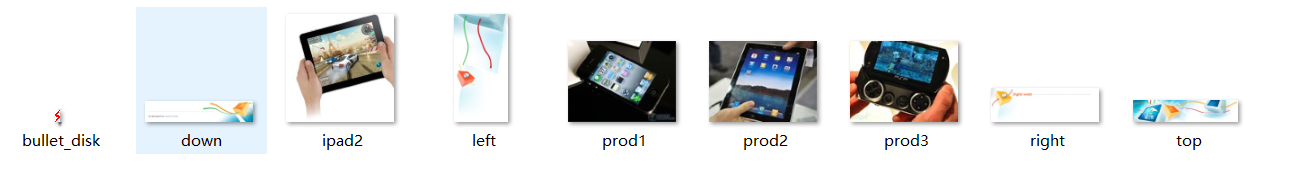 bullet_disk
down
ipad2
left
prod1
prod2
prod3
right
top